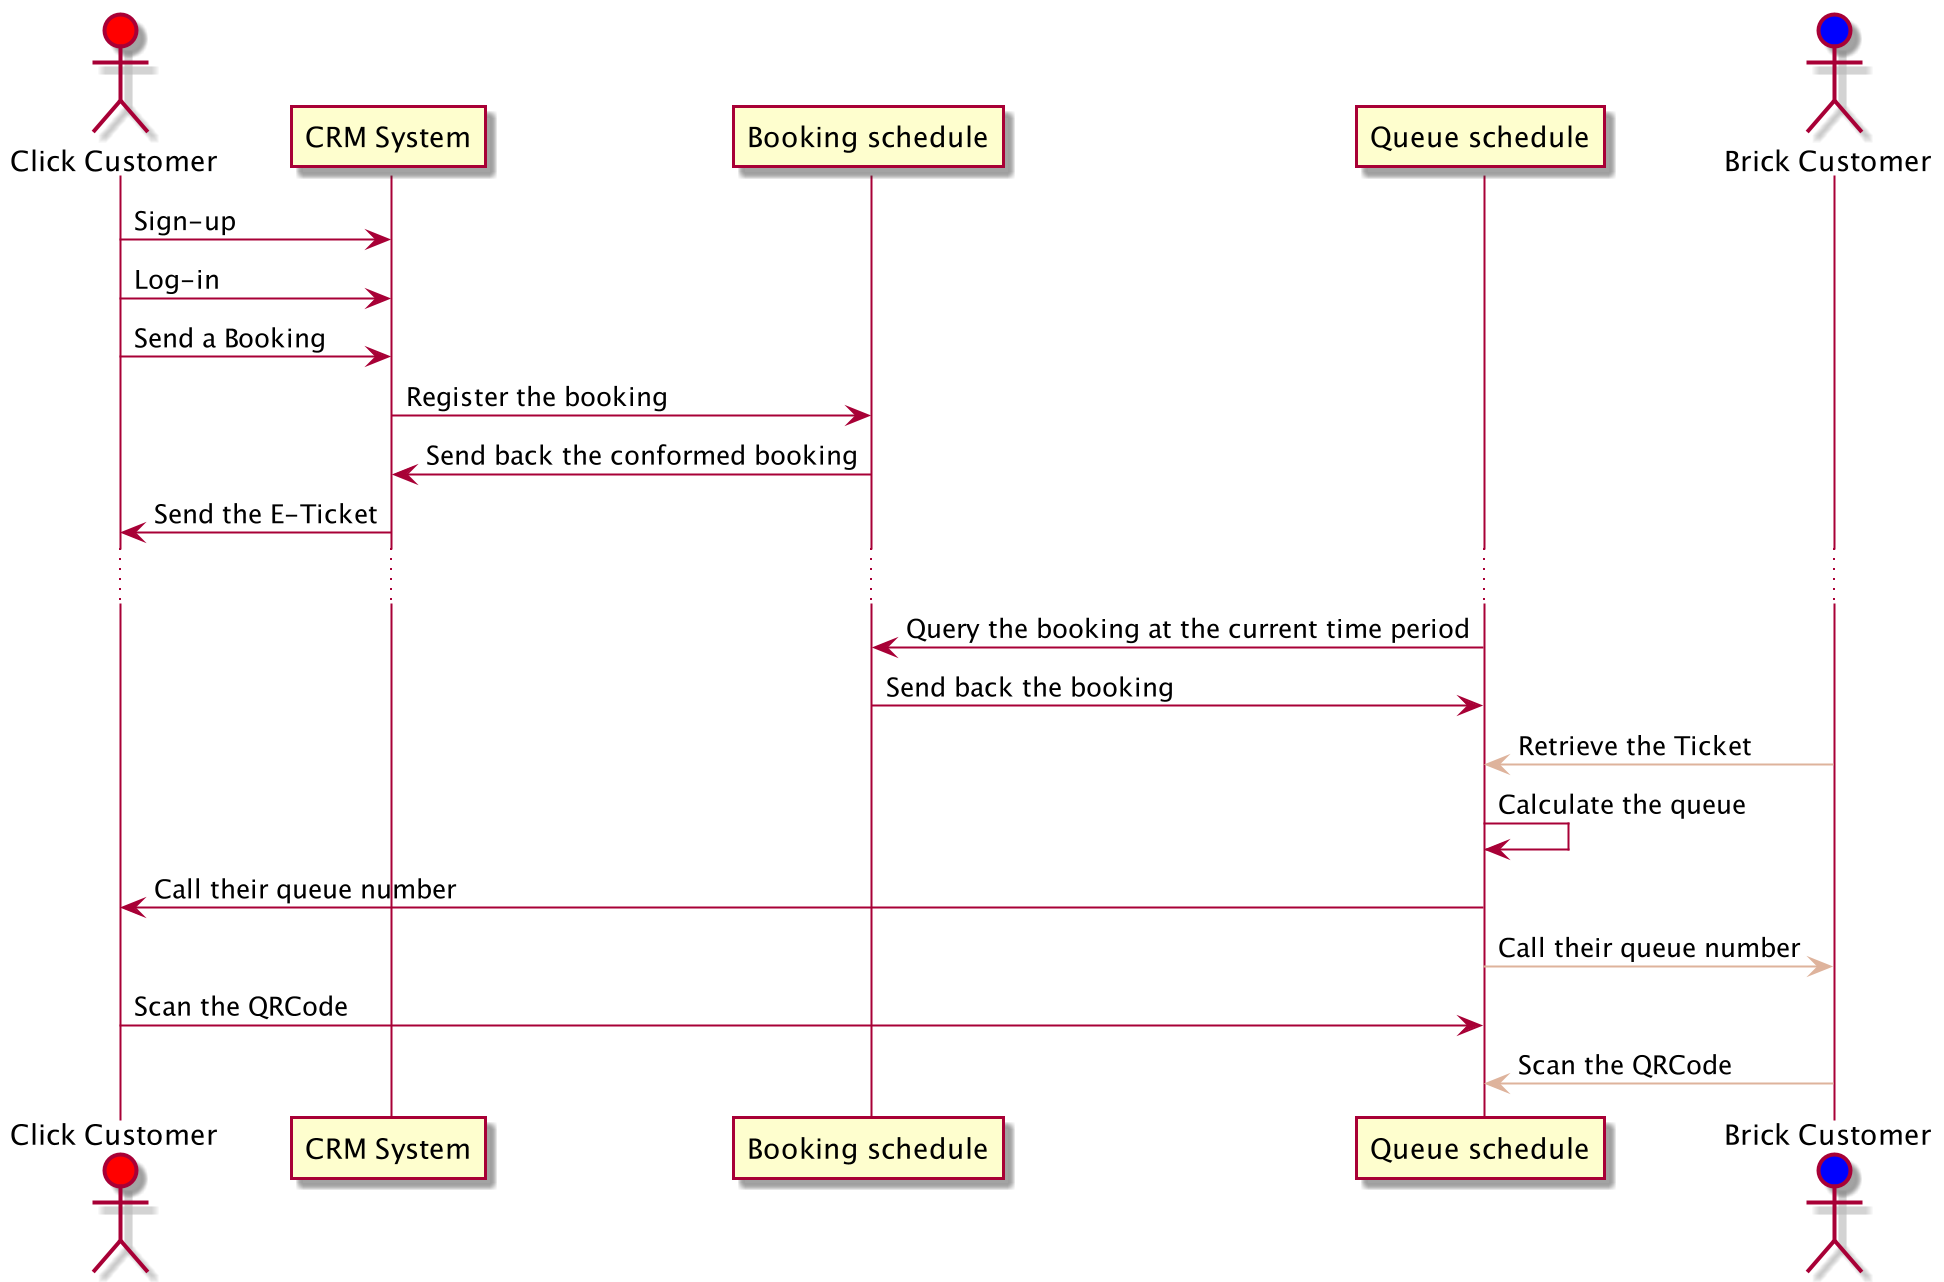 Click Customer
CRM System
Booking schedule
Queue schedule
Brick Customer
Sign-up
Log-in
Send a Booking
Register the booking
Send back the conformed booking
Send the E-Ticket
Query the booking at the current time period
Send back the booking
Retrieve the Ticket
Calculate the queue
Call their queue number
Call their queue number
Scan the QRCode
Scan the QRCode
Click Customer
CRM System
Booking schedule
Queue schedule
Brick Customer